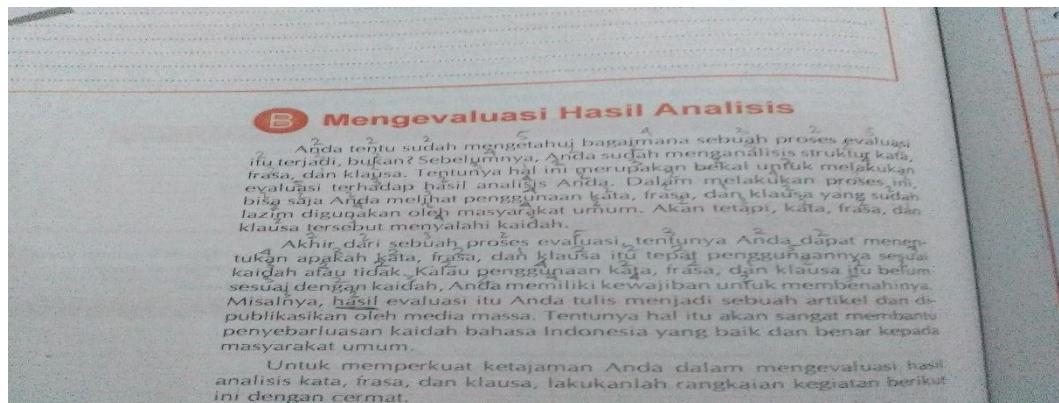 B Mengevaluasi Hasil Analisis
Anda tentu sudah mengetahui bagaimana sebuah proses evaluasi
itu terjadi, bukan? Sebelumnya, Anda sudah menganalisis struktur kata,
frasa, dan klausa. Tentunya hal ini merupakan bekal untuk melakukan
evaluasi terhadap hasil analisis Anda. Dalam melakukan proses ini,
bisa saja Anda melihat penggunaan kata, frasa, dan klausa yang sudah
lazim digunakan oleh masyarakat umum. Akan tetapi, kata, frasa, dan
klausa tersebut menyalahi kaidah.
Akhir dari sebuah proses evaluasi, tentunya Anda dapat menen-
tukan apakah kata, frasa, dan klausa itu tepat penggunaannya sesuai
kaidah atau tidak. Kalau penggunaan kata, frasa, dan klausa itu belum
sesuai dengan kaidah, Anda memiliki kewajiban untuk membenahinya.
Misalnya, hasil evaluasi itu Anda tulis menjadi sebuah artikel dan di-
publikasikan oleh media massa. Tentunya hal itu akan sangat membantu
penyebarluasan kaidah bahasa Indonesia yang baik dan benar kepada
masyarakat umum.
Untuk memperkuat ketajaman Anda dalam mengevaluasi hasil
analisis kata, frasa, dan klausa, lakukanlah rangkaian kegiatan berikut
ini dengan cermat.